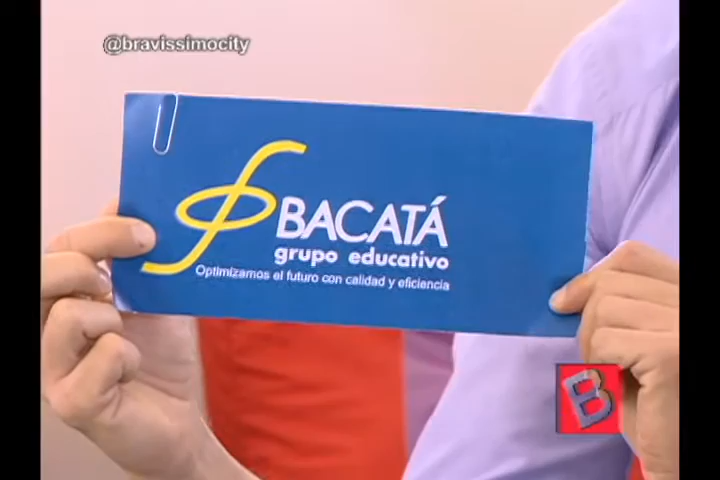 @bravissimocity
BACATÁ
grupo educativo
Optimizamos el futuro con calidad y eficiencia
B